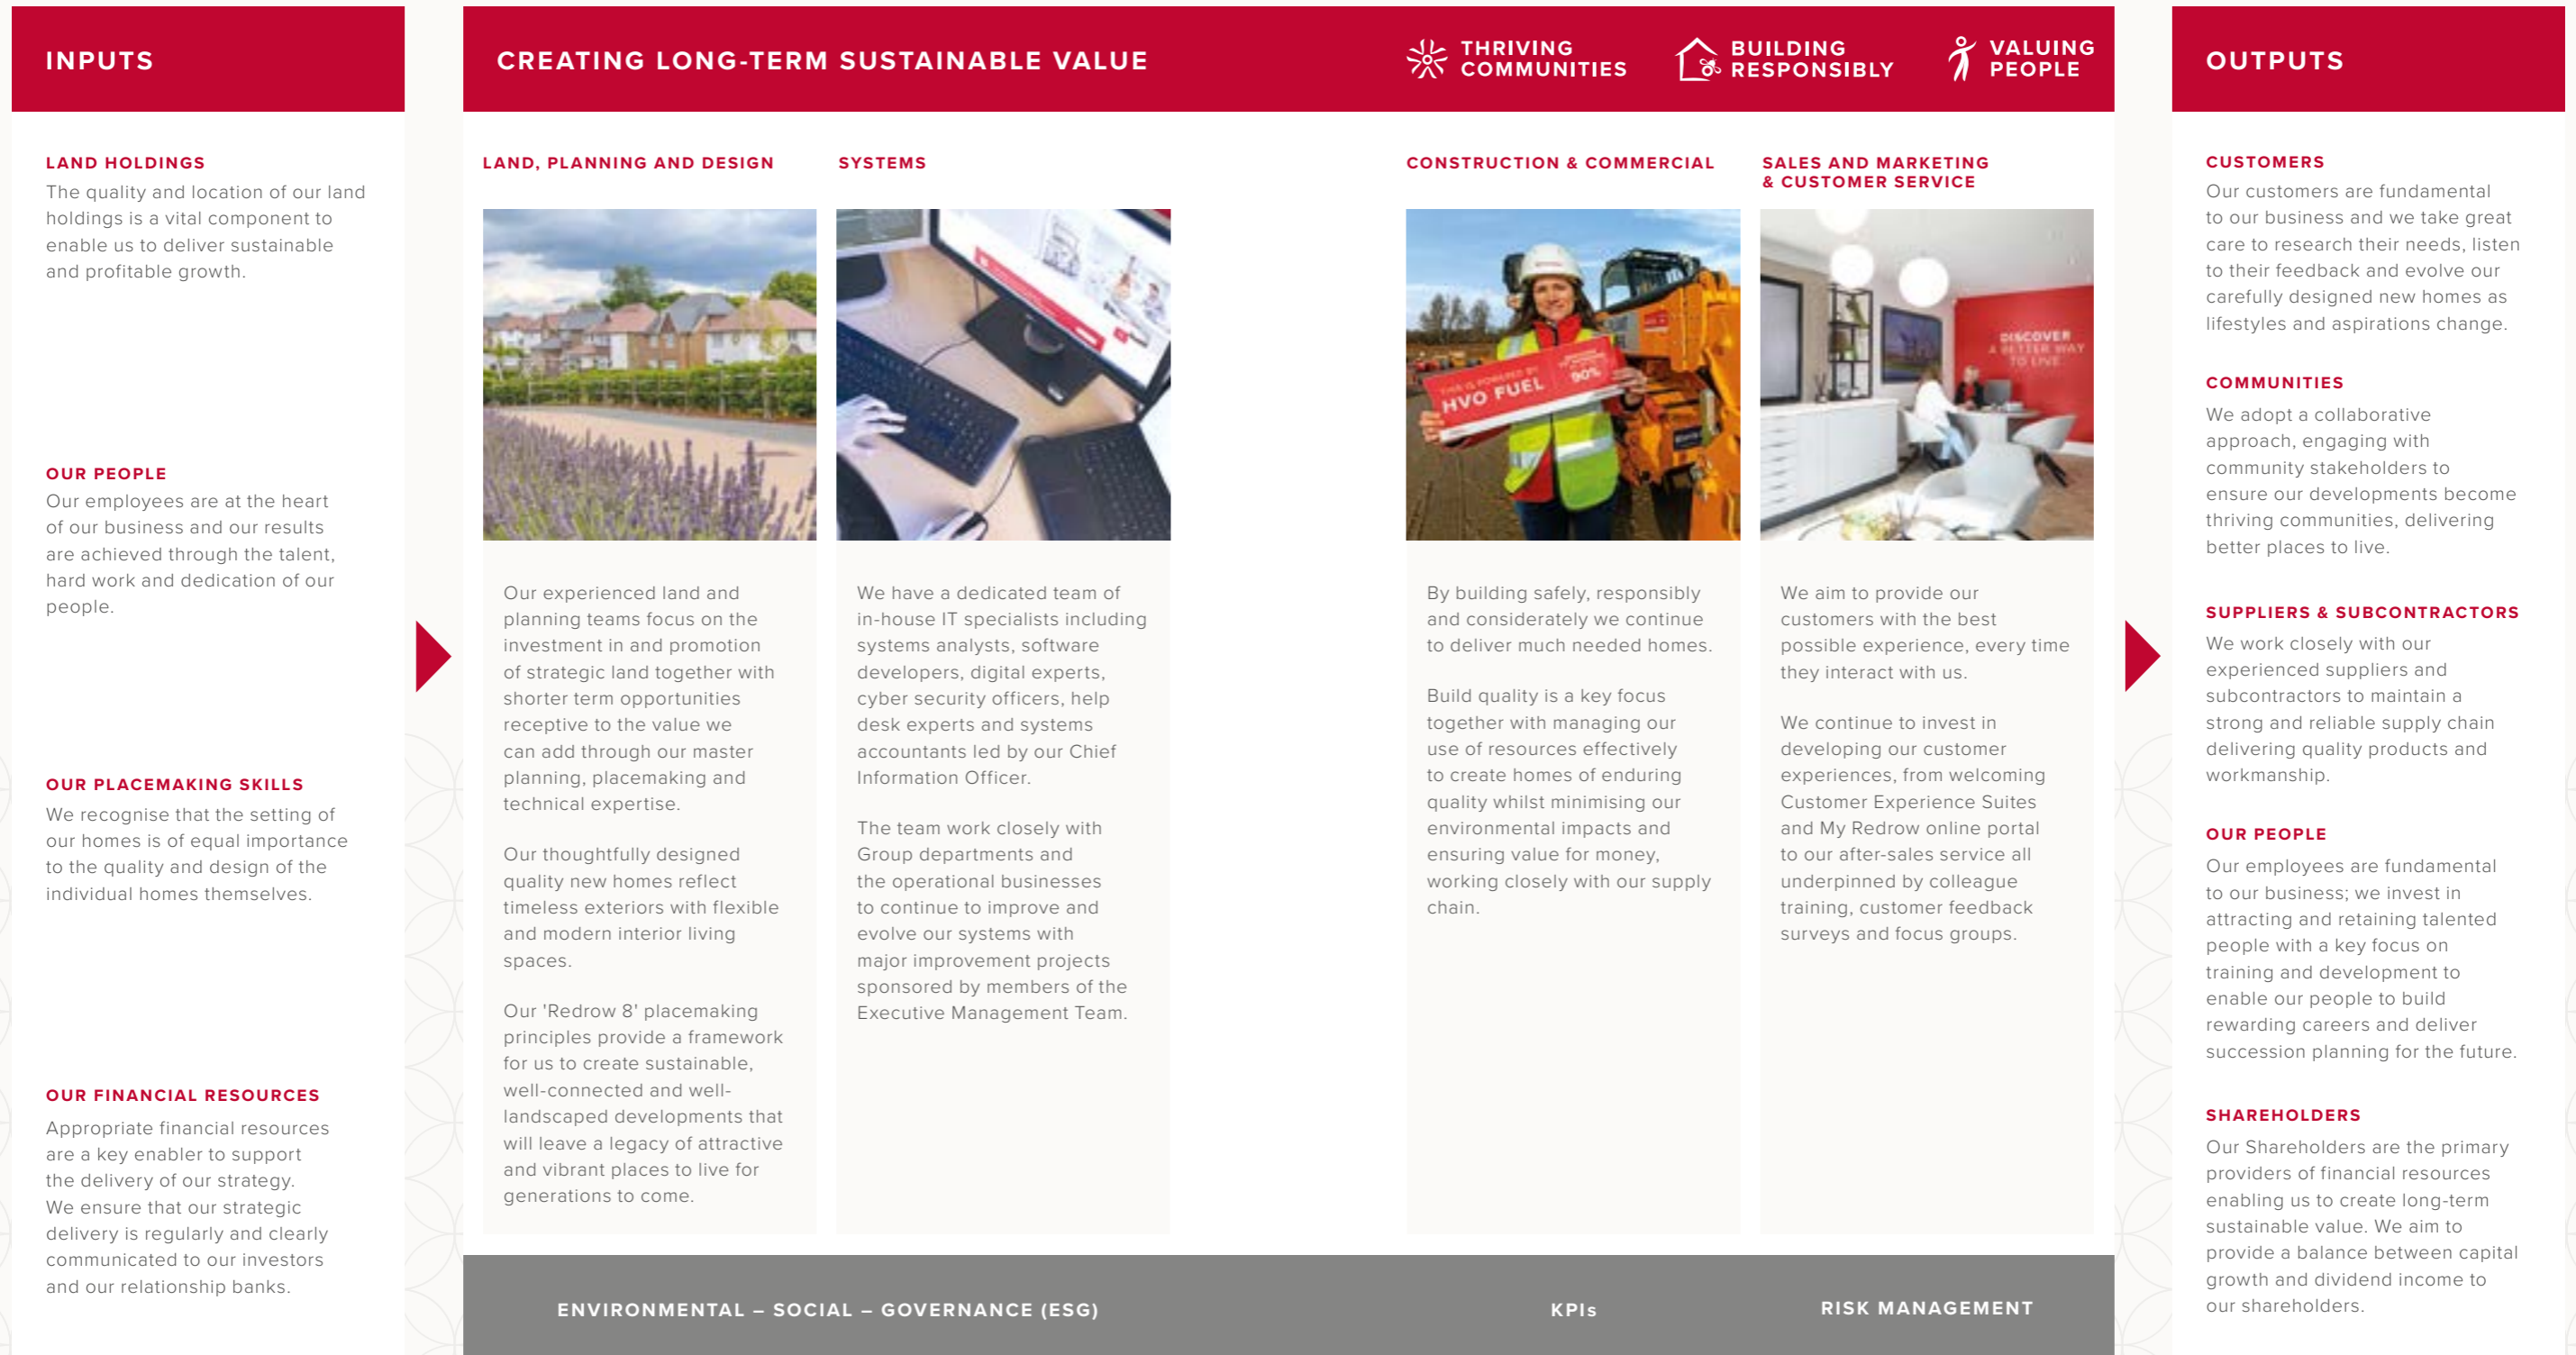 INPUTS
LAND HOLDINGS
The quality and location of our land
holdings is a vital component to
enable us to deliver sustainable
and profitable growth.
OUR PEOPLE
Our employees are at the heart
of our business and our results
are achieved through the talent,
hard work and dedication of our
people.
OUR PLACEMAKING SKILLS
We recognise that the setting of
our homes is of equal importance
to the quality and design of the
individual homes themselves.
OUR FINANCIAL RESOURCES
Appropriate financial resources
are a key enabler to support
the delivery of our strategy.
We ensure that our strategic
delivery is regularly and clearly
communicated to our investors
and our relationship banks.
CREATING LONG-TERM SUSTAINABLE VALUE
THRIVING
COMMUNITIES
BUILDING
RESPONSIBLY
VALUING
PEOPLE
LAND, PLANNING AND DESIGN
Our experienced land and
planning teams focus on the
investment in and promotion
of strategic land together with
shorter term opportunities
receptive to the value we
can add through our master
planning, placemaking and
technical expertise.
Our thoughtfully designed
quality new homes reflect
timeless exteriors with flexible
and modern interior living
spaces.
Our 'Redrow 8' placemaking
principles provide a framework
for us to create sustainable,
well-connected and well-
landscaped developments that
will leave a legacy of attractive
and vibrant places to live for
generations to come.
SYSTEMS
We have a dedicated team of
in-house IT specialists including
systems analysts, software
developers, digital experts,
cyber security officers, help
desk experts and systems
accountants led by our Chief
Information Officer.
The team work closely with
Group departments and
the operational businesses
to continue to improve and
evolve our systems with
major improvement projects
sponsored by members of the
Executive Management Team.
CONSTRUCTION & COMMERCIAL
THIS IS POWERED BY
HVO FUEL
90%
By building safely, responsibly
and considerately we continue
to deliver much needed homes.
Build quality is a key focus
together with managing our
use of resources effectively
to create homes of enduring
quality whilst minimising our
environmental impacts and
ensuring value for money,
working closely with our supply
chain.
SALES AND MARKETING
& CUSTOMER SERVICE
DISCOVER
A BETTER WAY
TO LIVE
We aim to provide our
customers with the best
possible experience, every time
they interact with us.
We continue to invest in
developing our customer
experiences, from welcoming
Customer Experience Suites
and My Redrow online portal
to our after-sales service all
underpinned by colleague
training, customer feedback
surveys and focus groups.
ENVIRONMENTAL – SOCIAL – GOVERNANCE (ESG)
KPIs
RISK MANAGEMENT
OUTPUTS
CUSTOMERS
Our customers are fundamental
to our business and we take great
care to research their needs, listen
to their feedback and evolve our
carefully designed new homes as
lifestyles and aspirations change.
COMMUNITIES
We adopt a collaborative
approach, engaging with
community stakeholders to
ensure our developments become
thriving communities, delivering
better places to live.
SUPPLIERS & SUBCONTRACTORS
We work closely with our
experienced suppliers and
subcontractors to maintain a
strong and reliable supply chain
delivering quality products and
workmanship.
OUR PEOPLE
Our employees are fundamental
to our business; we invest in
attracting and retaining talented
people with a key focus on
training and development to
enable our people to build
rewarding careers and deliver
succession planning for the future.
SHAREHOLDERS
Our Shareholders are the primary
providers of financial resources
enabling us to create long-term
sustainable value. We aim to
provide a balance between capital
growth and dividend income to
our shareholders.